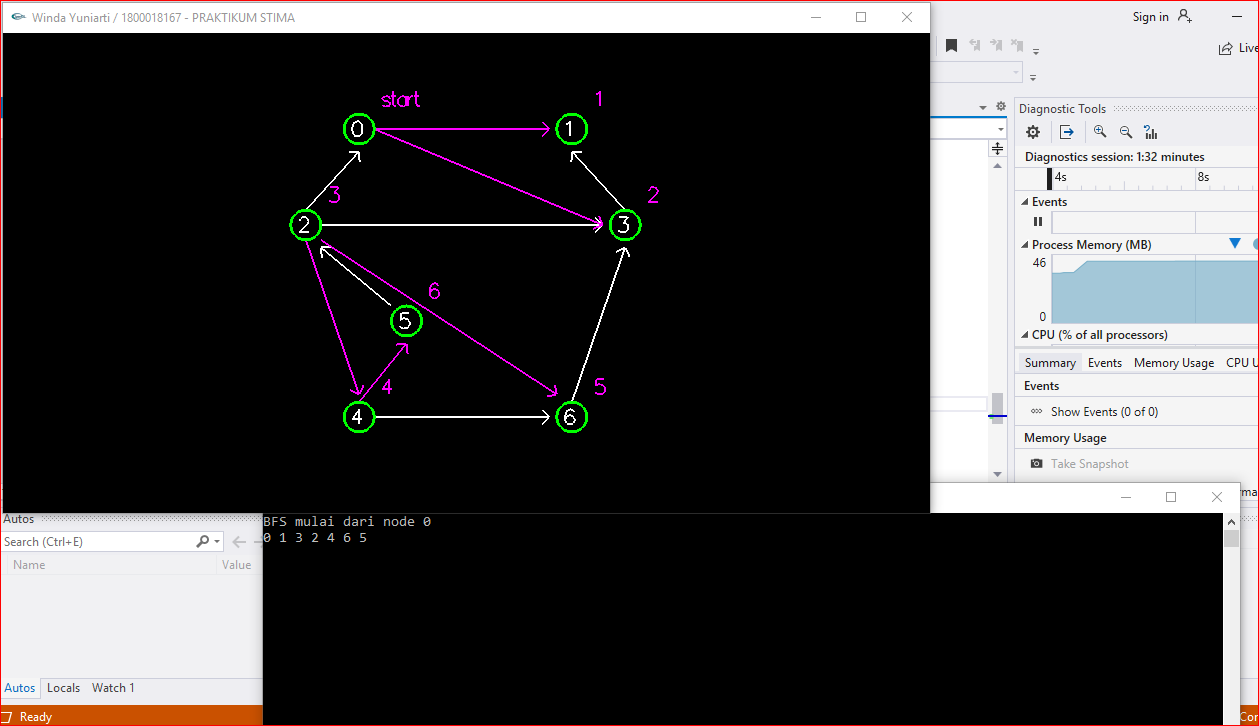 Winda Yuniarti / 1800018167 - PRAKTIKUM STIMA
Sign in
Live
start
1
0
1
3
2
2
3
6
5
4
5
4
6
Diagnostic Tools
Diagnostics session: 1:32 minutes
4s
8s
Events
Process Memory (MB)
46
0
CPU (% of all processors)
Summary
Events
Memory Usage
CPU U
Events
Show Events (0 of 0)
Memory Usage
Take Snapshot
BFS mulai dari node 0
0 1 3 2 4 6 5
Autos
Search (Ctrl+E)
Name
Value
Autos
Locals
Watch 1
Ready